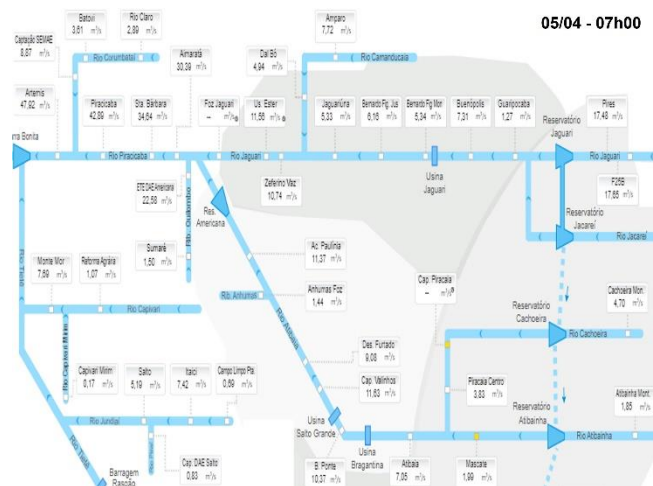 05/04 - 07h00
Batovi
3,61 m³/s
Rio Claro
2,89 m³/s
Amparo
7,72 m³/s
Captação SEMAE
8,87 m³/s
Rio Corumbataí
Almaratá
30,39 m³/s
Dal Bó
4,94 m³/s
Rio Camanducaia
Artemis
47,92 m³/s
Piracicaba
42,89 m³/s
Sta. Bárbara
34,64 m³/s
Foz Jaguari
-- m³/s
Us. Ester
11,56 m³/s
Jaguariúna
5,33 m³/s
Bernardo Fig. Jus
6,16 m³/s
Bernardo Fig Mon
5,34 m³/s
Buenópolis
7,31 m³/s
Guaripocaba
1,27 m³/s
Reservatório
Jaguari
Pires
17,48 m³/s
rra Bonita
Rio Piracicaba
Rio Jaguari
Rio Jaguari
ETE DAE Americana
22,58 m³/s
Rib. Quilombo
Res.
Americana
Zeferino Vaz
10,74 m³/s
Usina
Jaguari
F25B
17,65 m³/s
Reservatório
Jacareí
Rio Jacareí
Sumaré
1,50 m³/s
Ac. Paulínia
11,37 m³/s
Monte Mor
7,69 m³/s
Reforma Agrária
1,07 m³/s
Rio Tietê
Rib. Anhumas
Anhumas Foz
1,44 m³/s
Cap. Piracaia
-- m³/s
Rio Capivari
Rio Atibaia
Reservatório
Cachoeira
Cachoeira Mon.
4,70 m³/s
Rio Cachoeira
Rio Capivari Mirim
Des. Furtado
9,08 m³/s
Capivari Mirim
0,17 m³/s
Salto
5,19 m³/s
Itaici
7,42 m³/s
Campo Limpo Pta.
0,69 m³/s
Cap. Valinhos
11,63 m³/s
Piracaia Centro
3,83 m³/s
Reservatório
Atibainha
Atibainha Mont.
1,85 m³/s
Rio Jundiaí
Usina
Salto Grande
Rio Atibainha
Rio Tietê
Cap. DAE Salto
0,83 m³/s
Usina
Bragantina
Barragem
Rasgão
B. Ponte
10,37 m³/s
Atibaia
7,05 m³/s
Mascate
1,99 m³/s